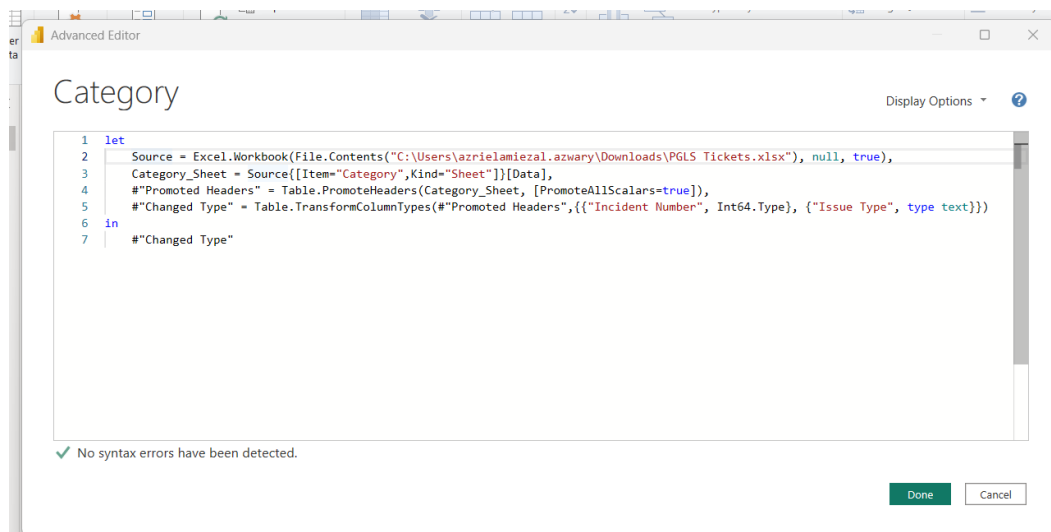 er
ta
Advanced Editor
Category
Display Options
1 let
2 Source = Excel.Workbook(File.Contents("C:\Users\azrielamiezal.azwary\Downloads\PGLS Tickets.xlsx"), null, true),
3 Category_Sheet = Source{[Item="Category",Kind="Sheet"]}[Data],
4 #"Promoted Headers" = Table.PromoteHeaders(Category_Sheet, [PromoteAllScalars=true]),
5 #"Changed Type" = Table.TransformColumnTypes(#"Promoted Headers",{{"Incident Number", Int64.Type}, {"Issue Type", type text}})
6 in
7 #"Changed Type"
No syntax errors have been detected.
Done Cancel